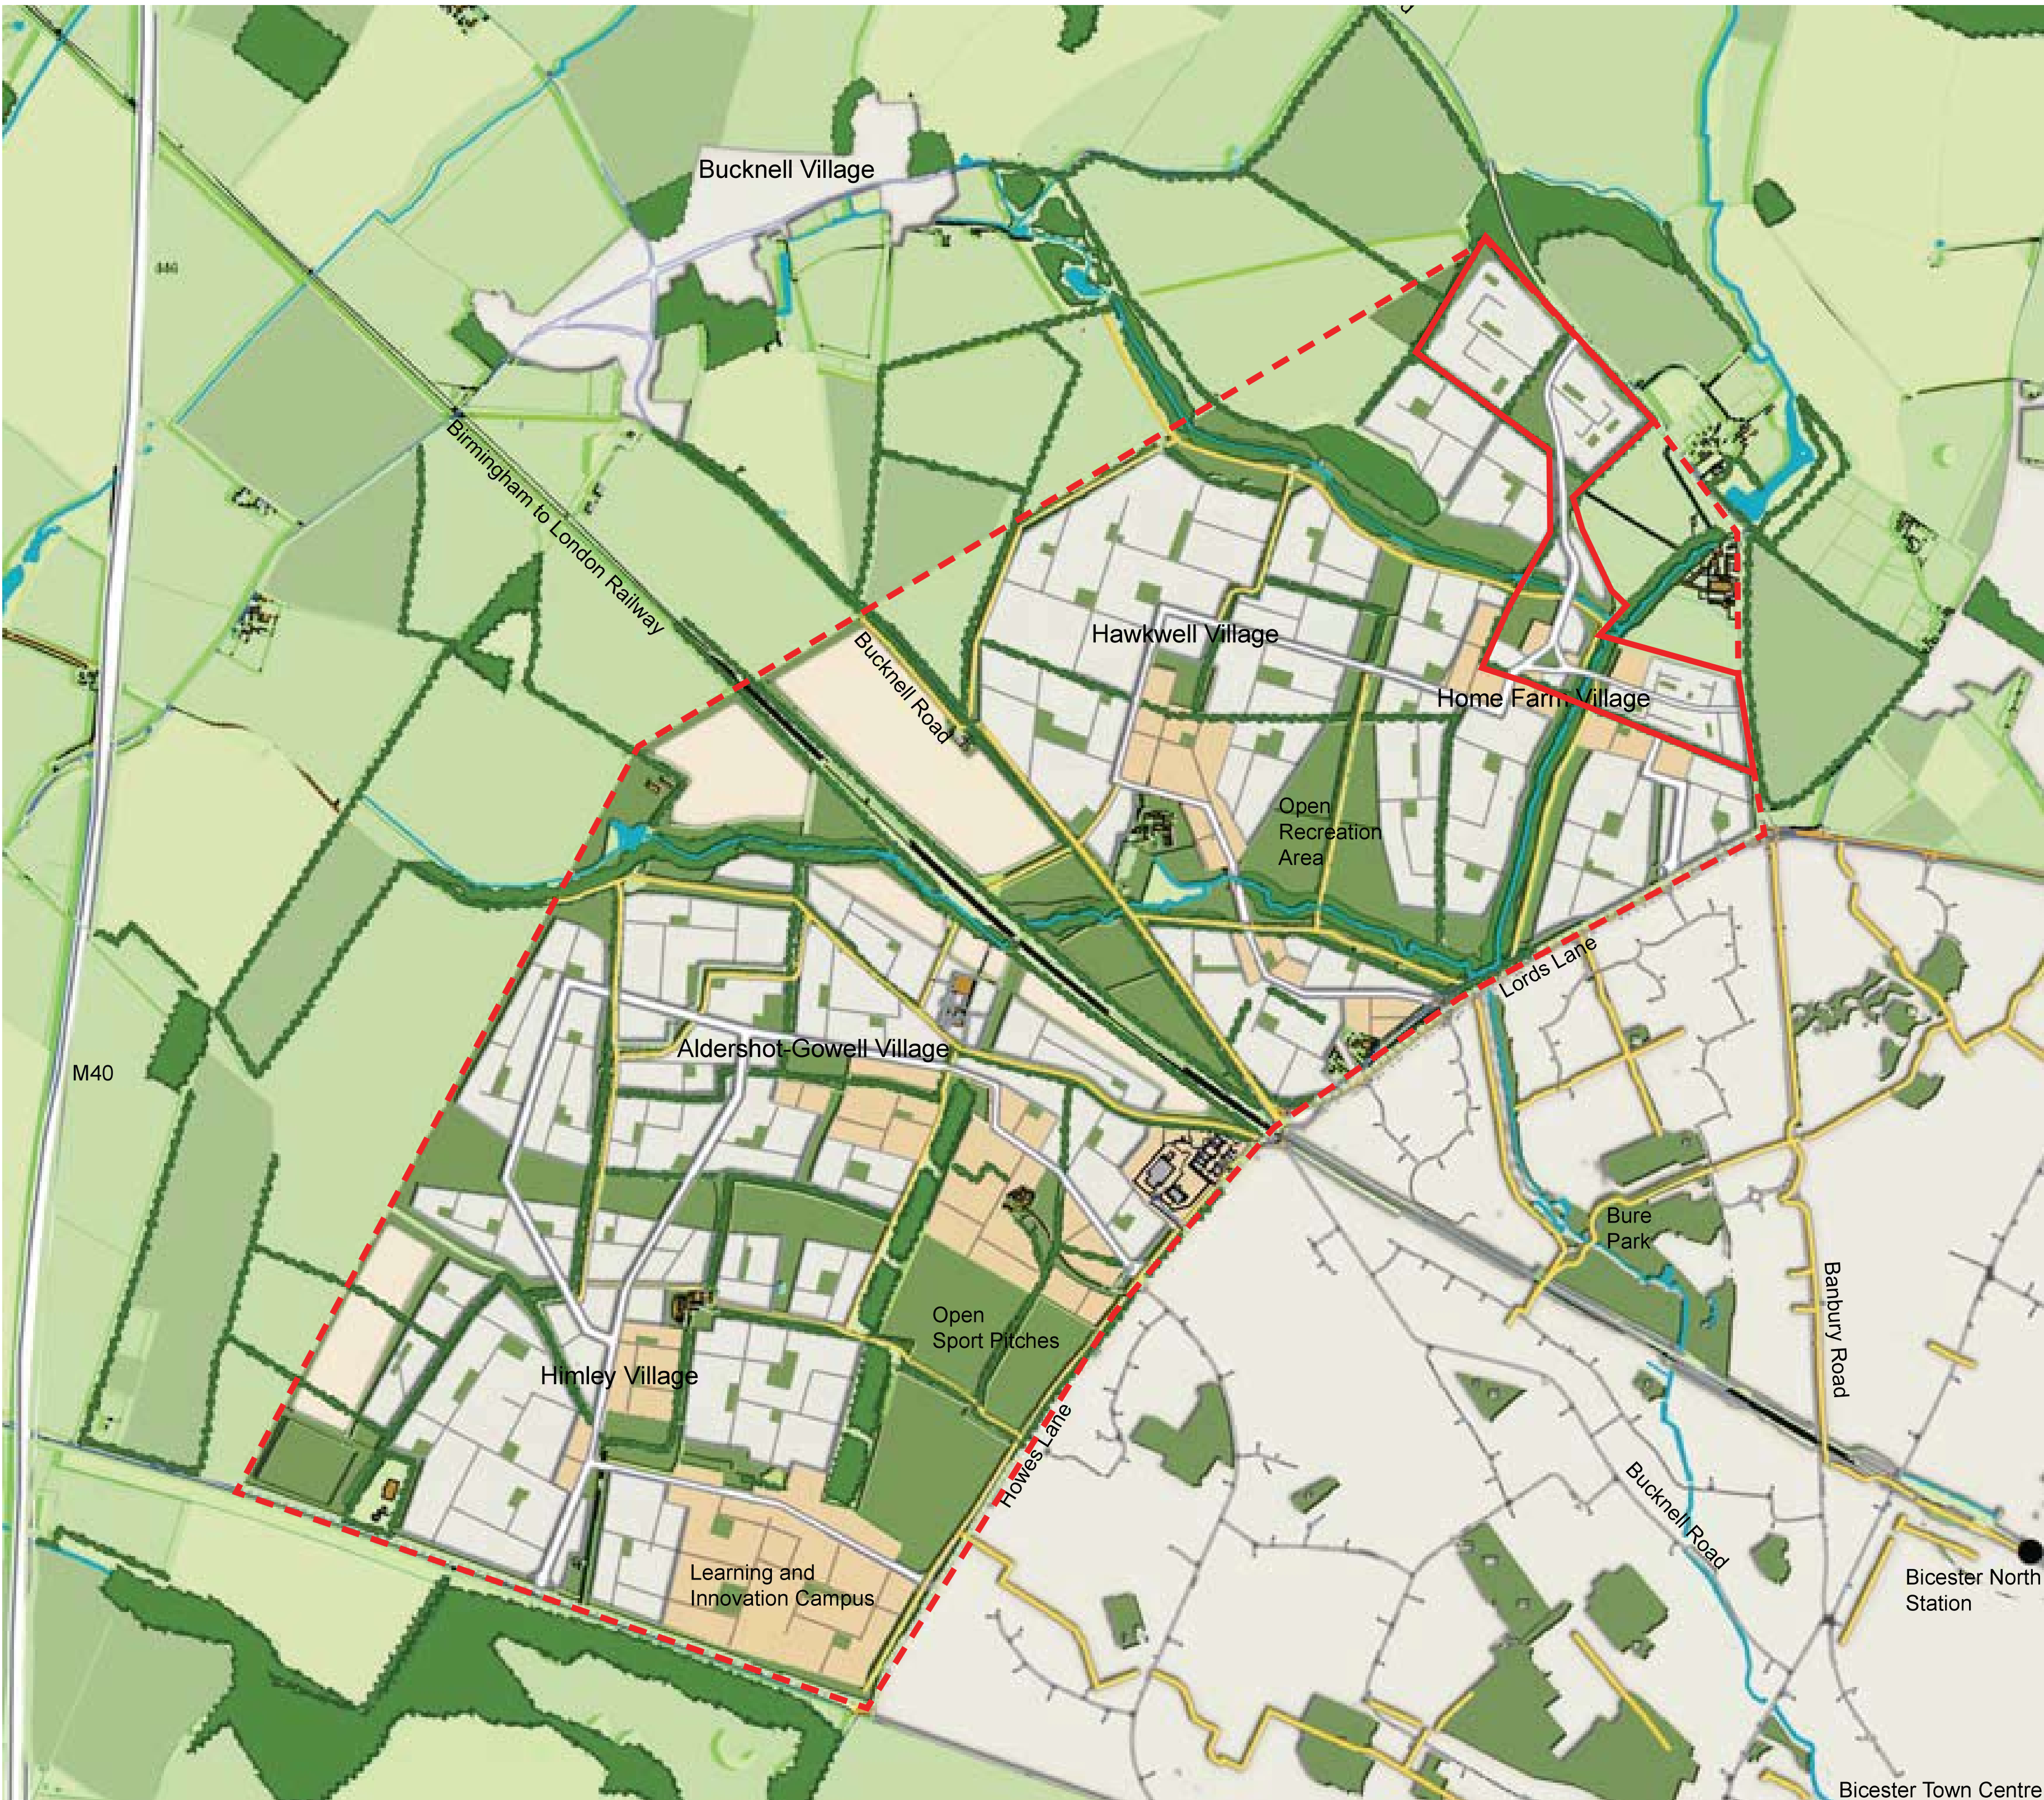 Bucknell Village
446
Birmingham to London Railway
Bucknell Road
Hawkwell Village
Home Farm Village
Open
Recreation
Area
Lords Lane
Aldershot-Gowell Village
M40
Bure
Park
Banbury Road
Open
Sport Pitches
Himley Village
Howes Lane
Bucknell Road
Learning and
Innovation Campus
Bicester North
Station
Bicester Town Centre